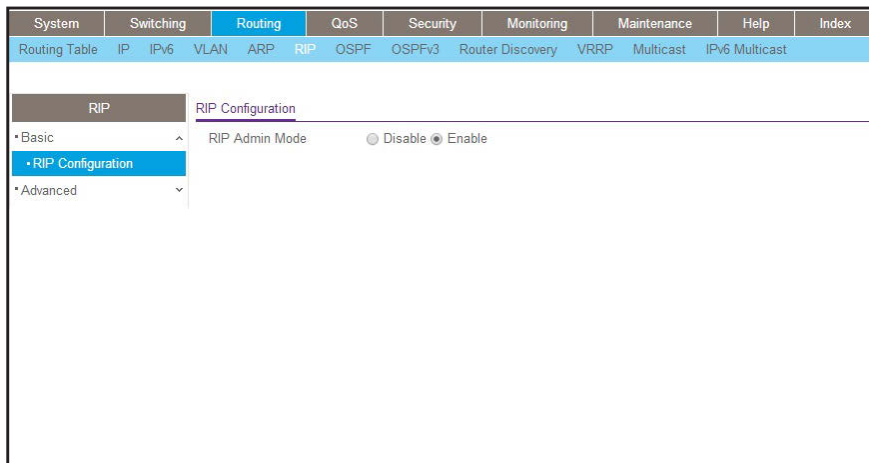 System Switching Routing QoS Security Monitoring Maintenance Help Index
Routing Table IP IPv6 VLAN ARP RIP OSPF OSPFv3 Router Discovery VRRP Multicast IPv6 Multicast
RIP
Basic
RIP Configuration
Advanced
RIP Configuration
RIP Admin Mode Disable Enable